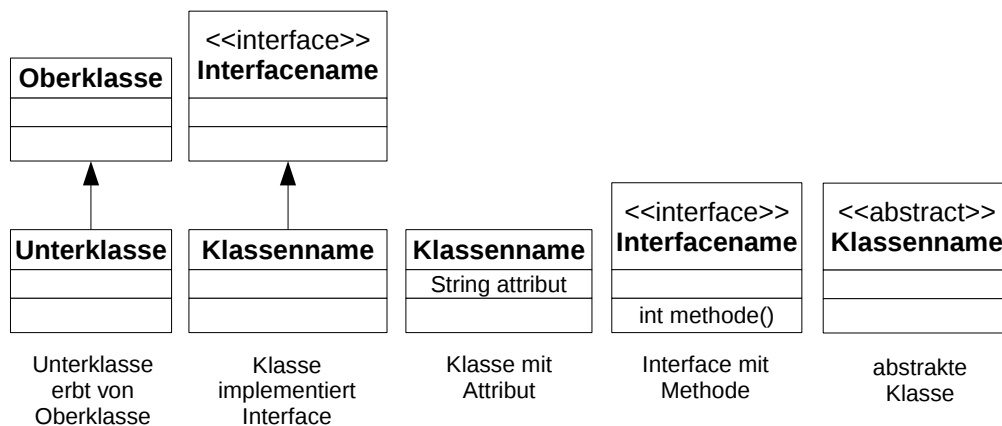 Oberklasse
Unterklasse
Unterklasse
erbt von
Oberklasse
<<interface>>
Interfacename
Klassenname
Klasse
implementiert
Interface
Klassenname
String attribut
Klasse mit
Attribut
<<interface>>
Interfacename
int methode()
Interface mit
Methode
<<abstract>>
Klassenname
abstrakte
Klasse